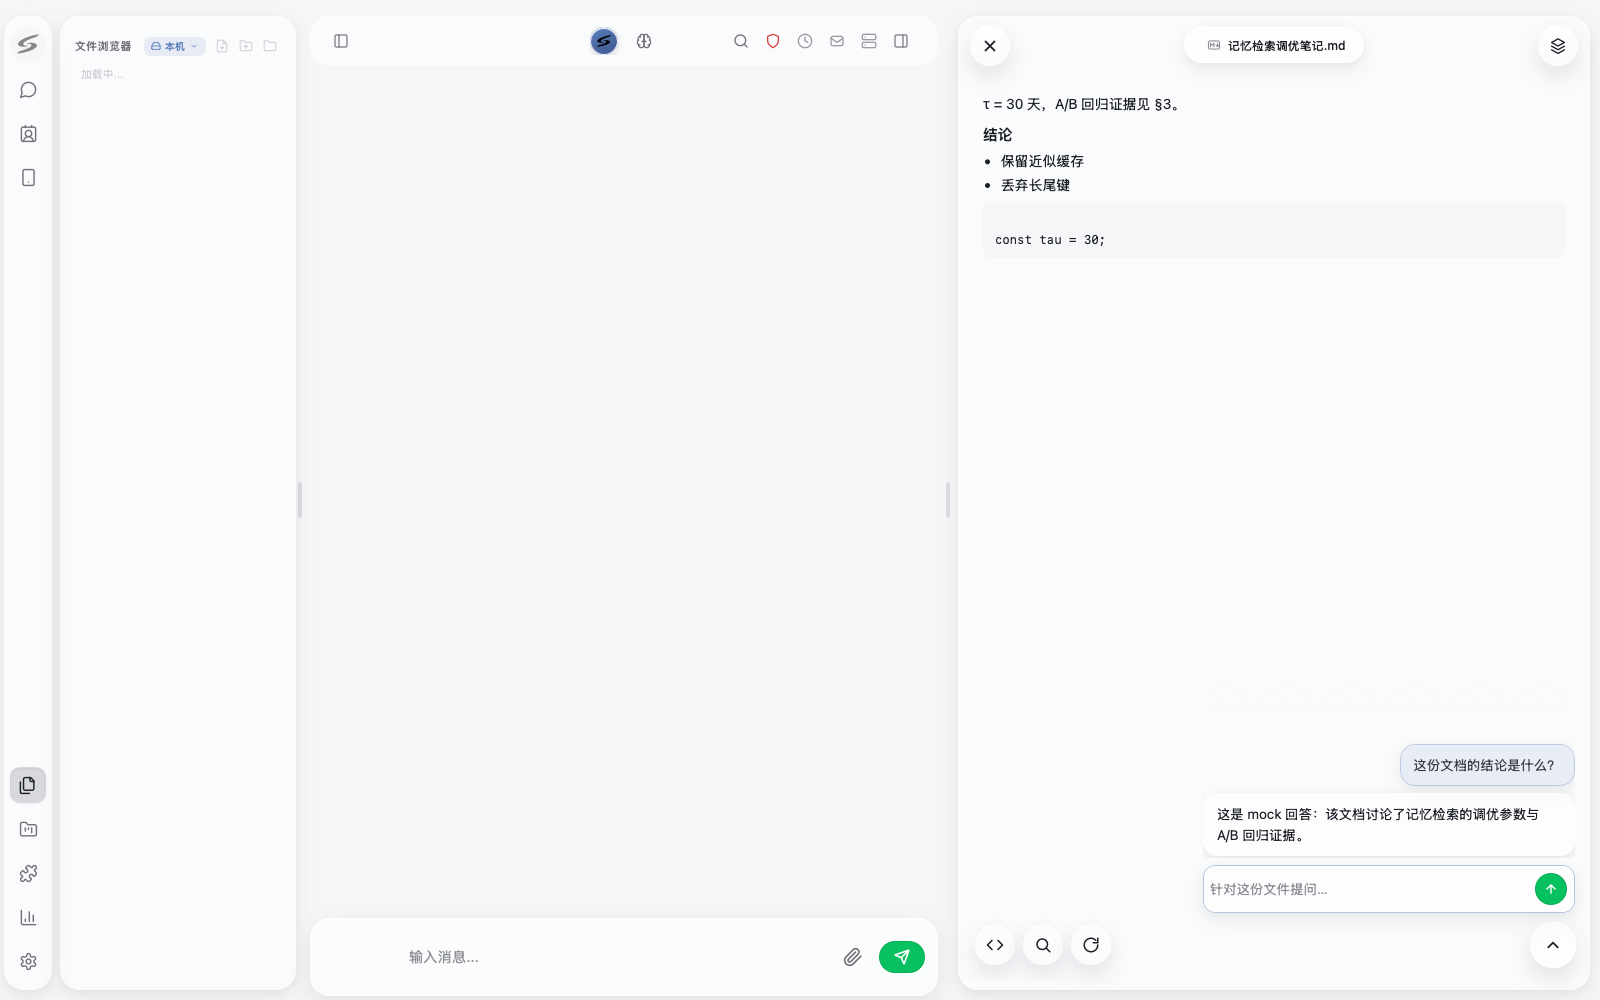 文件浏览器
本机
加载中...
输入消息...
记忆检索调优笔记.md
τ = 30 天，A/B 回归证据见 §3。
结论
保留近似缓存
丢弃长尾键
const tau = 30;
这份文档的结论是什么?
这是 mock 回答：该文档讨论了记忆检索的调优参数与
A/B 回归证据。
针对这份文件提问...